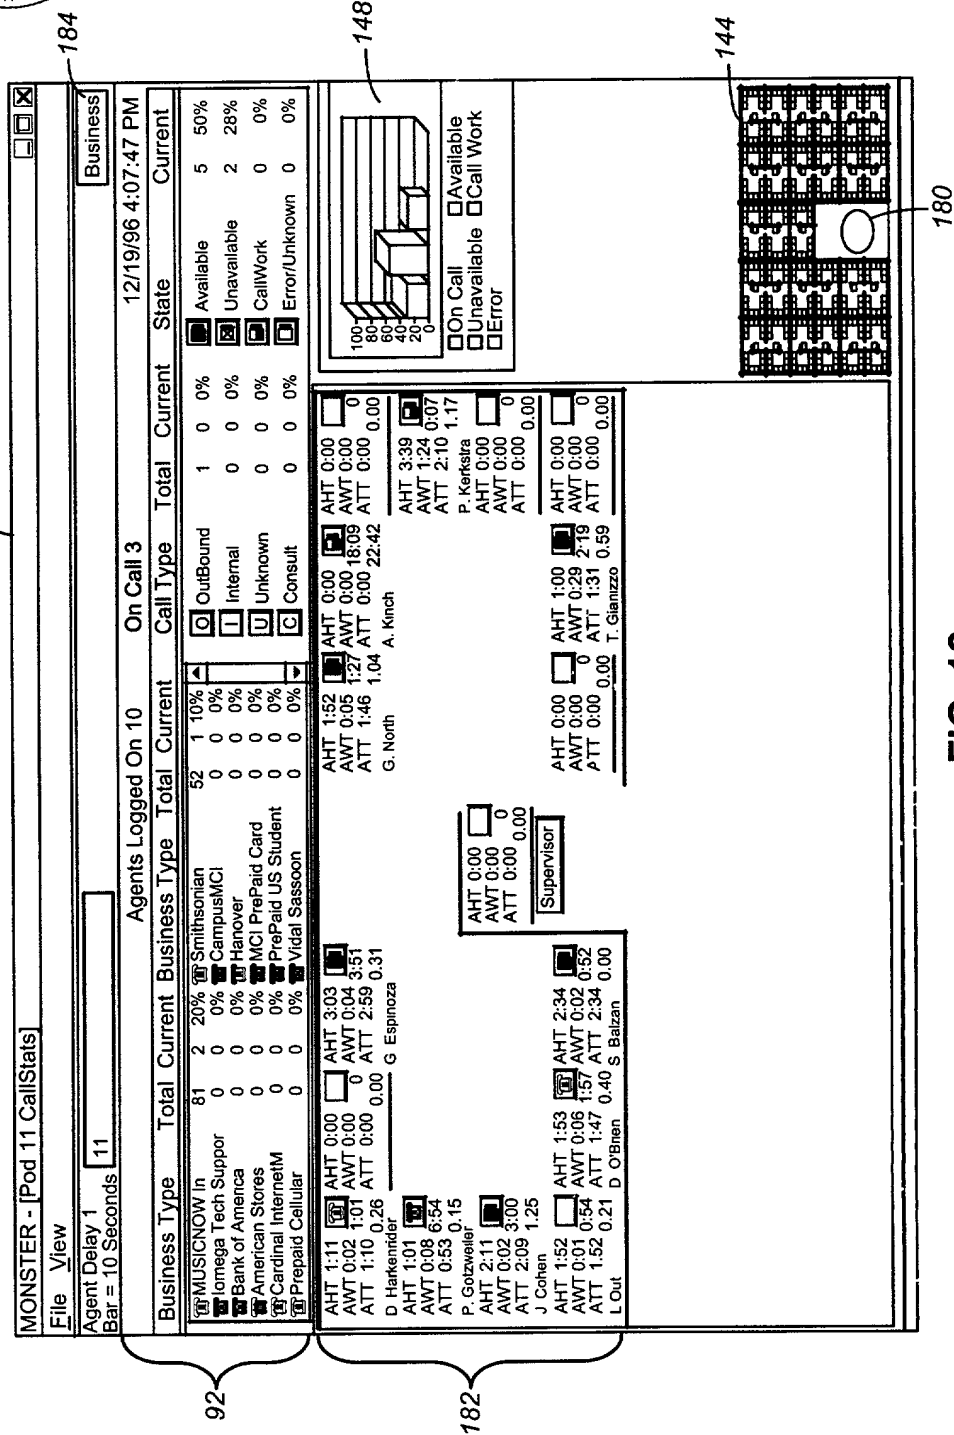 MONSTER - [Pod 11 CallStats]
File View
Agent Delay 1
Bar = 10 Seconds 11
Business
184
Agents Logged On 10 On Call 3 12/19/96 4:07:47 PM
Business Type Total Current Business Type Total Current Call Type Total Current State Current
MUSICNOW In 81 2 20% Smithsonian 52 1 10% O OutBound 1 0 0% Available 5 50%
Iomega Tech Suppor 0 0 0% CampusMCI 0 0 0% I Internal 0 0 0% Unavailable 2 28%
Bank of America 0 0 0% Hanover 0 0 0% U Unknown 0 0 0% CallWork 0 0%
American Stores 0 0 0% MCI PrePaid Card 0 0 0% C Consult 0 0 0% Error/Unknown 0 0%
Cardinal InternetM 0 0 0% PrePaid US Student 0 0 0%
Prepaid Cellular 0 0 0% Vidal Sassoon 0 0 0%
92
AHT 1:11 AHT 0:00 AHT 3:03 AHT 1:52 AHT 0:00 AHT 0:00
AWT 0:02 1:01 AWT 0:00 0 AWT 0:04 3:51 AWT 0:05 1:27 AWT 0:00 18:09 AWT 0:00 0
ATT 1:10 0.26 ATT 0:00 0.00 ATT 2:59 0.31 ATT 1:46 1.04 ATT 0:00 22:42 ATT 0:00 0.00
D Harkenrider G Espinoza G. North A. Kinch
AHT 1:01 AHT 3:39
AWT 0:08 6:54 AWT 1:24 0:07
ATT 0:53 0.15 ATT 2:10 1.17
P. Gotzweiler P. Kerkstra
AHT 2:11 AHT 0:00 AHT 0:00
AWT 0:02 3:00 AWT 0:00 0 AWT 0:00 0
ATT 2:09 1.25 ATT 0:00 0.00 ATT 0:00 0.00
J Cohen Supervisor
AHT 1:52 AHT 1:53 AHT 2:34 AHT 0:00 AHT 1:00 AHT 0:00
AWT 0:01 0:54 AWT 0:06 1:57 AWT 0:02 0:52 AWT 0:00 0 AWT 0:29 2:19 AWT 0:00 0
ATT 1:52 0.21 ATT 1:47 0.40 ATT 2:34 0.00 ATT 0:00 0.00 ATT 1:31 0.59 ATT 0:00 0.00
L Out D O'Brien S Balzan T. Gianizzo
182
148
100
80
60
40
20
0
On Call Available
Unavailable Call Work
Error
144
180